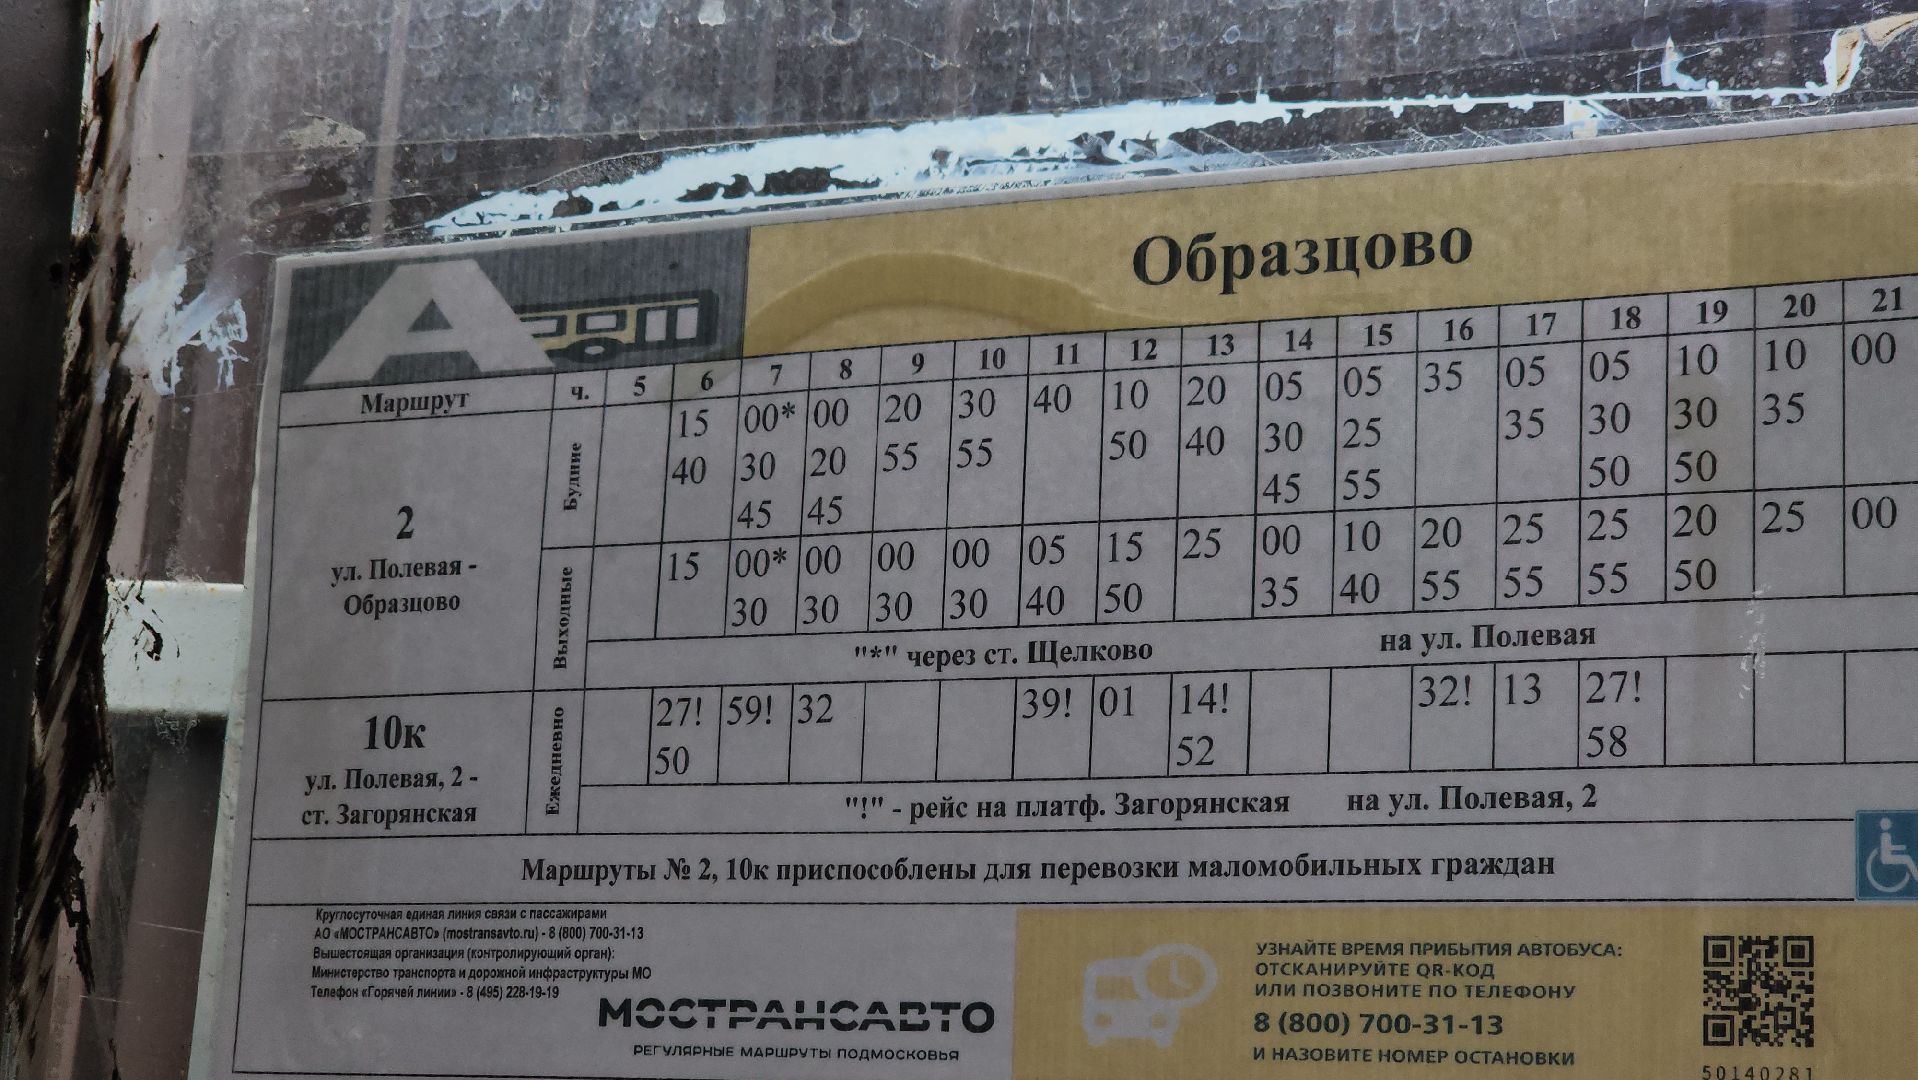 Образцово
Маршрут ч. 5 6 7 8 9 10 11 12 13 14 15 16 17 18 19 20 21
2
ул. Полевая -
Образцово
Будние
15 00* 00 20 30 40 10 20 05 05 35 05 05 10 10 00
40 30 20 55 55 50 40 30 25 35 30 30 35
45 45 45 55 50 50
Выходные
15 00* 00 00 00 05 15 25 00 10 20 25 25 20 25 00
30 30 30 30 40 50 35 40 55 55 55 50
"*" через ст. Щелково на ул. Полевая
10к
ул. Полевая, 2 -
ст. Загорянская
Ежедневно
27! 59! 32 39! 01 14! 32! 13 27!
50 52 58
"!" - рейс на платф. Загорянская на ул. Полевая, 2
Маршруты № 2, 10к приспособлены для перевозки маломобильных граждан
Круглосуточная единая линия связи с пассажирами
АО «МОСТРАНСАВТО» (mostransavto.ru) - 8 (800) 700-31-13
Вышестоящая организация (контролирующий орган):
Министерство транспорта и дорожной инфраструктуры МО
Телефон «Горячей линии» - 8 (495) 228-19-19
МОСТРАНСАВТО
РЕГУЛЯРНЫЕ МАРШРУТЫ ПОДМОСКОВЬЯ
УЗНАЙТЕ ВРЕМЯ ПРИБЫТИЯ АВТОБУСА:
ОТСКАНИРУЙТЕ QR-КОД
ИЛИ ПОЗВОНИТЕ ПО ТЕЛЕФОНУ
8 (800) 700-31-13
И НАЗОВИТЕ НОМЕР ОСТАНОВКИ
50140281